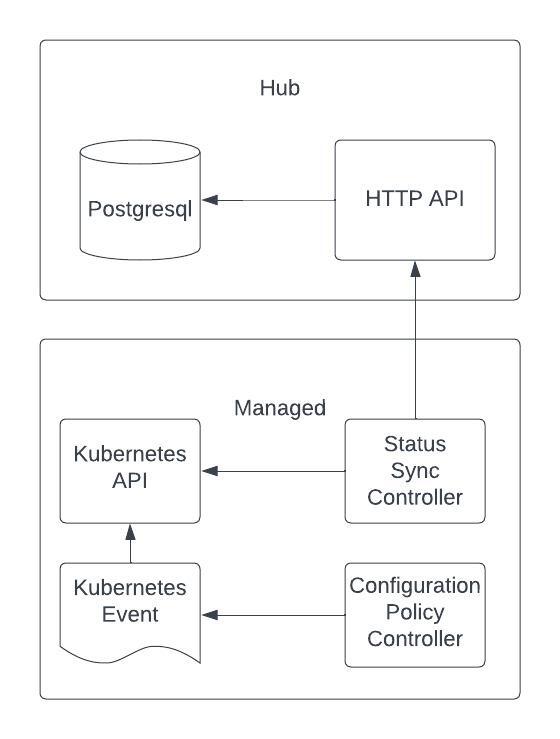 Hub
Postgresql
HTTP API
Managed
Kubernetes
API
Status
Sync
Controller
Kubernetes
Event
Configuration
Policy
Controller